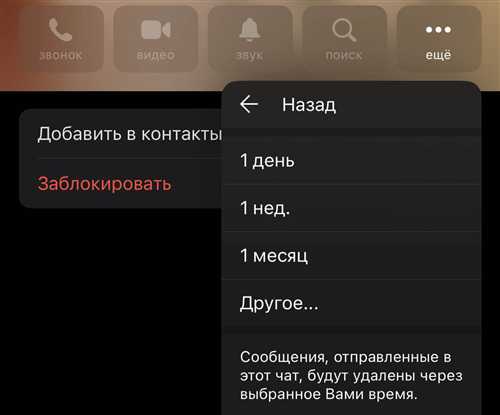 звонок видео звук поиск ещё
Назад
Добавить в контакты
Заблокировать
1 день
1 нед.
1 месяц
Другое...
Сообщения, отправленные в
этот чат, будут удалены через
выбранное Вами время.